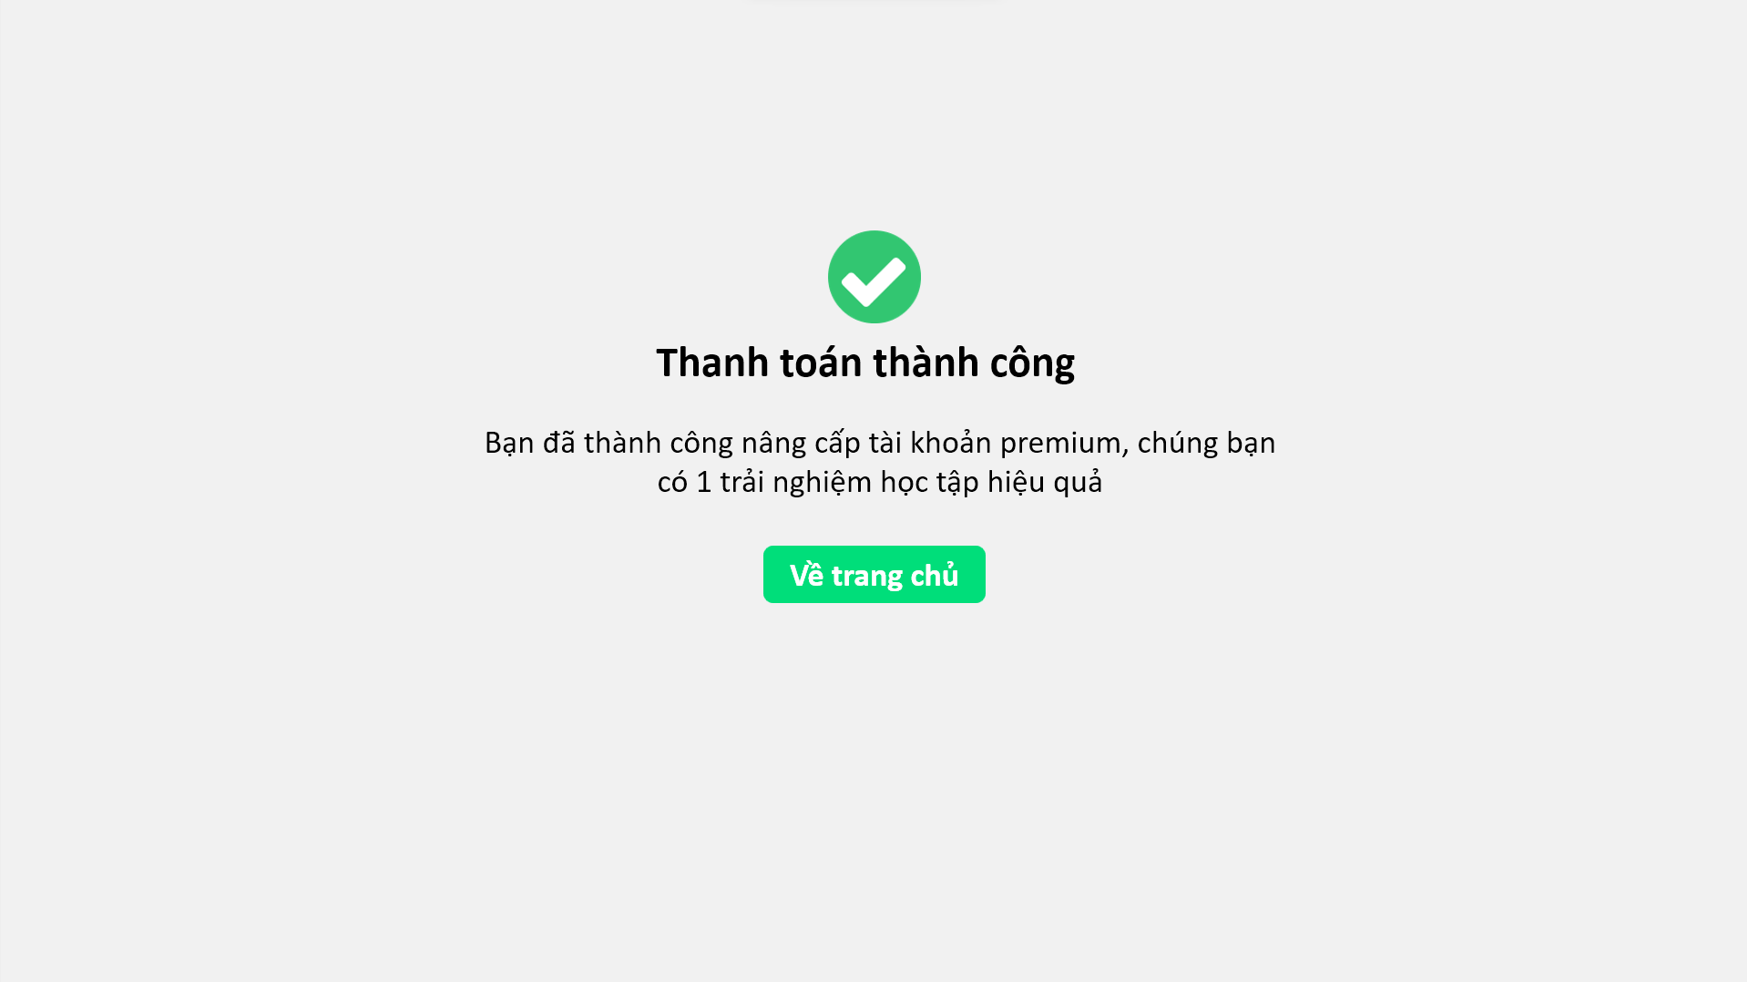 Thanh toán thành công
Bạn đã thành công nâng cấp tài khoản premium, chúng bạn
có 1 trải nghiệm học tập hiệu quả
Về trang chủ